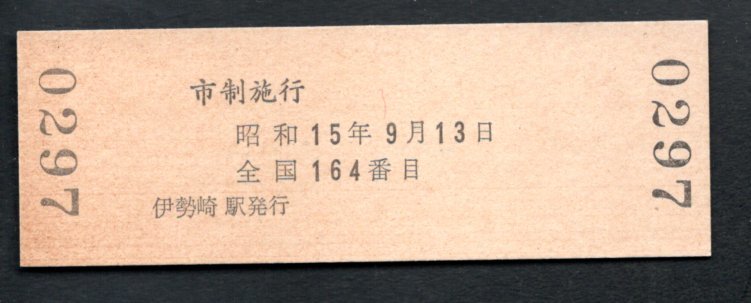 0297
市制施行
昭和15年9月13日
全国164番目
伊勢崎駅発行
0297